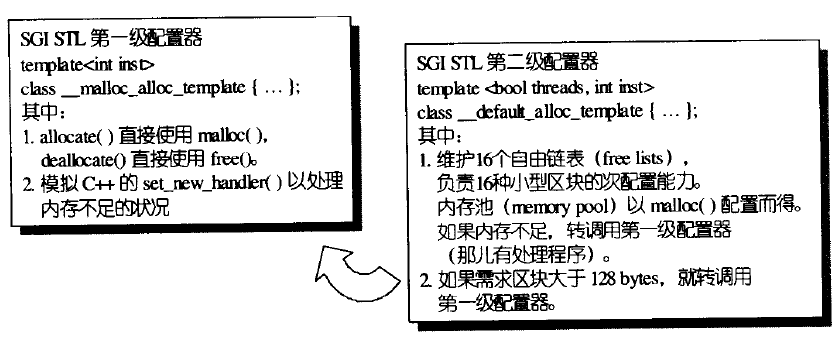 SGI STL 第一级配置器
template<int inst>
class __malloc_alloc_template { … };
其中：
1. allocate( ) 直接使用 malloc( ),
deallocate() 直接使用 free()。
2. 模拟 C++ 的 set_new_handler( ) 以处理
内存不足的状况
SGI STL 第二级配置器
template <bool threads, int inst>
class __default_alloc_template { … };
其中：
1. 维护16个自由链表（free lists），
负责16种小型区块的次配置能力。
内存池（memory pool）以 malloc( ) 配置而得。
如果内存不足，转调用第一级配置器
（那儿有处理程序）。
2. 如果需求区块大于 128 bytes，就转调用
第一级配置器。